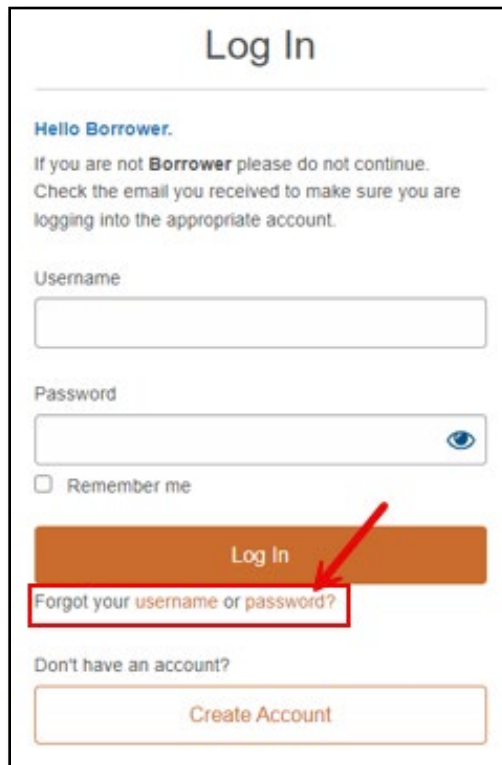 Log In
Hello Borrower.
If you are not Borrower please do not continue.
Check the email you received to make sure you are
logging into the appropriate account.
Username
Password
Remember me
Log In
Forgot your username or password?
Don't have an account?
Create Account